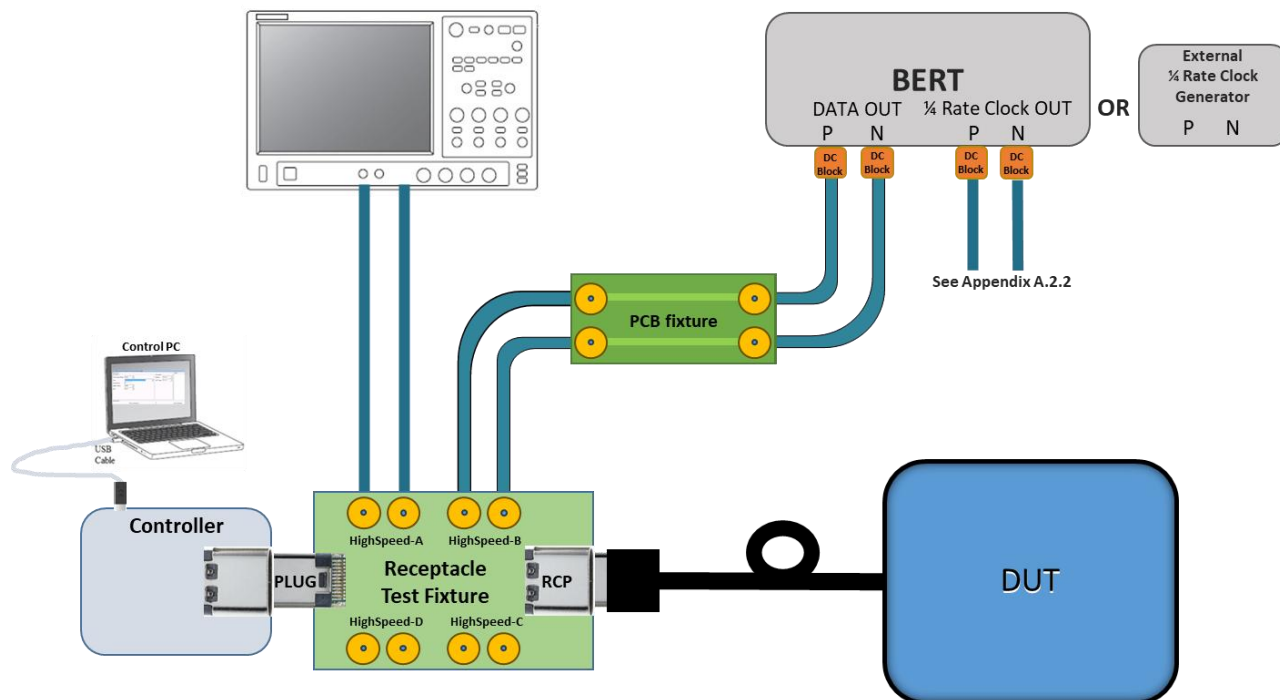 BERT
DATA OUT
¼ Rate Clock OUT
P
N
P
N
DC
Block
DC
Block
DC
Block
DC
Block
OR
External
¼ Rate Clock
Generator
P N
See Appendix A.2.2
PCB fixture
Control PC
USB
Cable
Controller
PLUG
HighSpeed-A
HighSpeed-B
Receptacle
Test Fixture
RCP
HighSpeed-D
HighSpeed-C
DUT